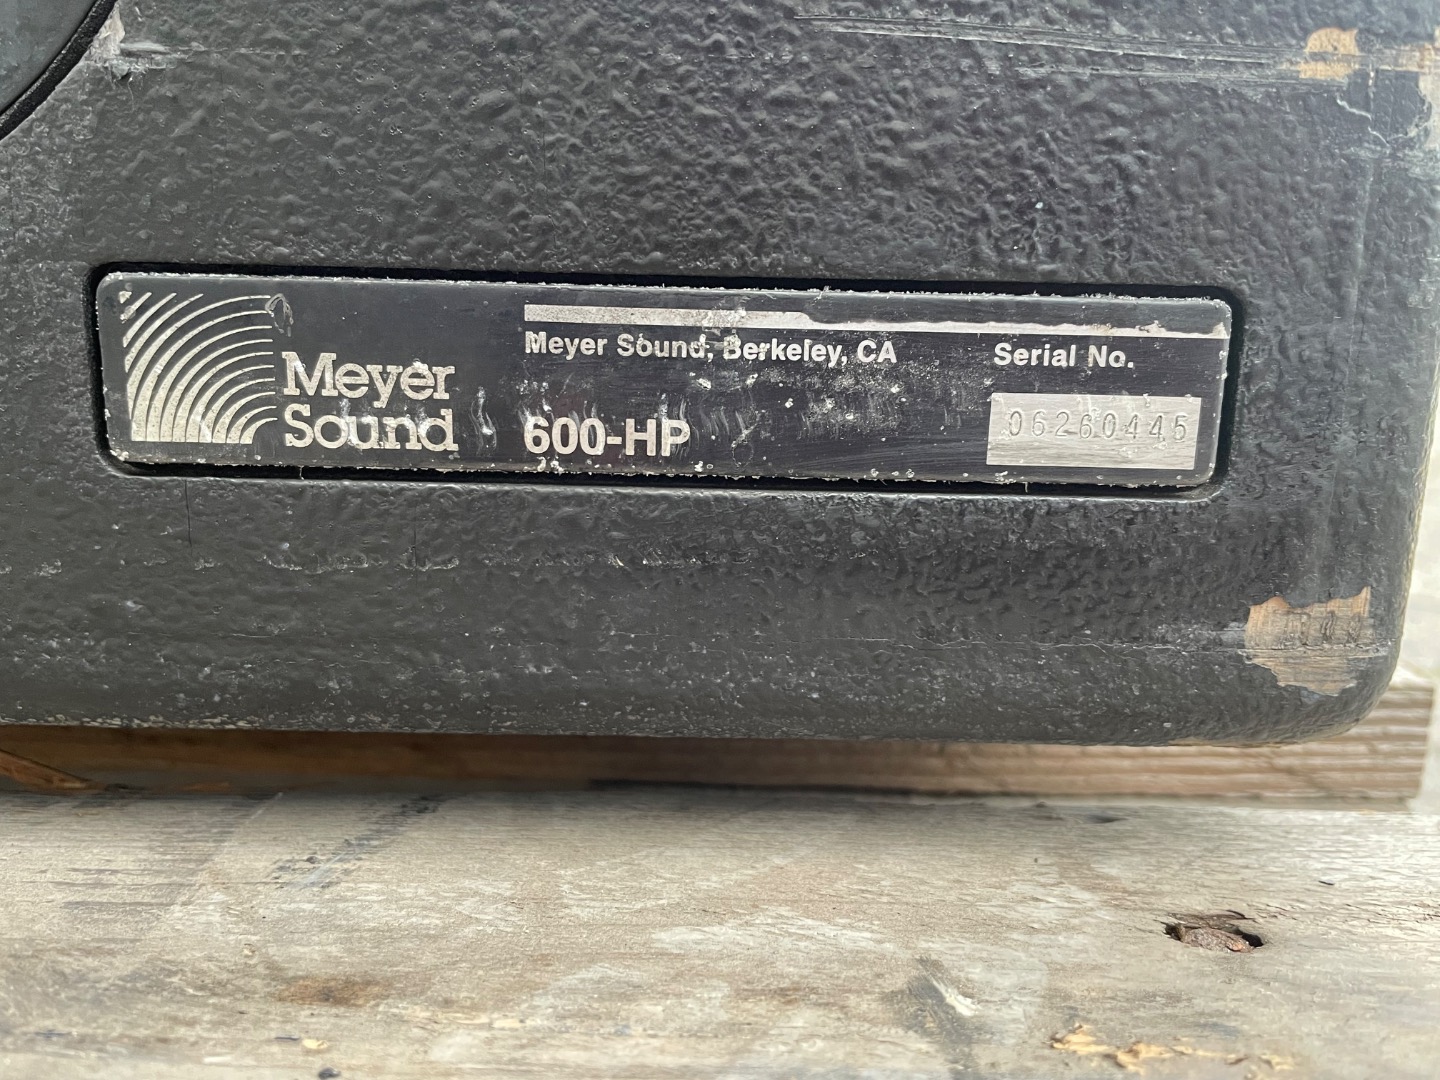 Meyer
Sound
Meyer Sound, Berkeley, CA
Serial No.
600-HP
06260445